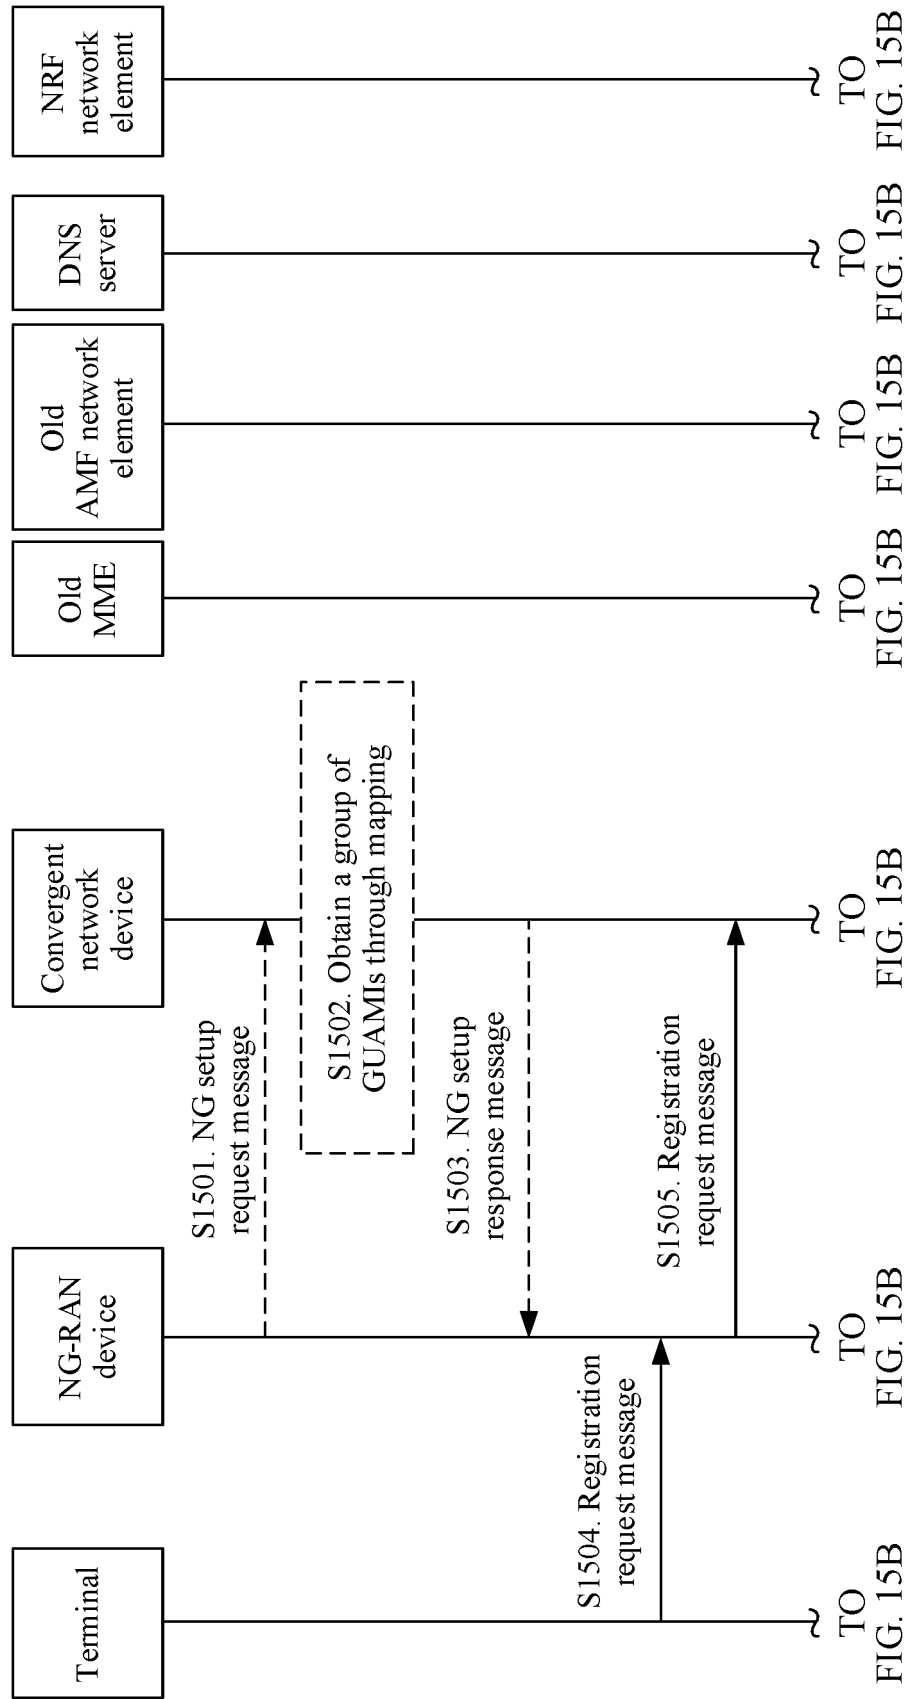 Terminal
NG-RAN
device
Convergent
network
device
Old
MME
Old
AMF network
element
DNS
server
NRF
network
element
S1501. NG setup
request message
S1502. Obtain a group of
GUAMIs through mapping
S1503. NG setup
response message
S1504. Registration
request message
S1505. Registration
request message
TO
FIG. 15B
TO
FIG. 15B
TO
FIG. 15B
TO
FIG. 15B
TO
FIG. 15B
TO
FIG. 15B
TO
FIG. 15B